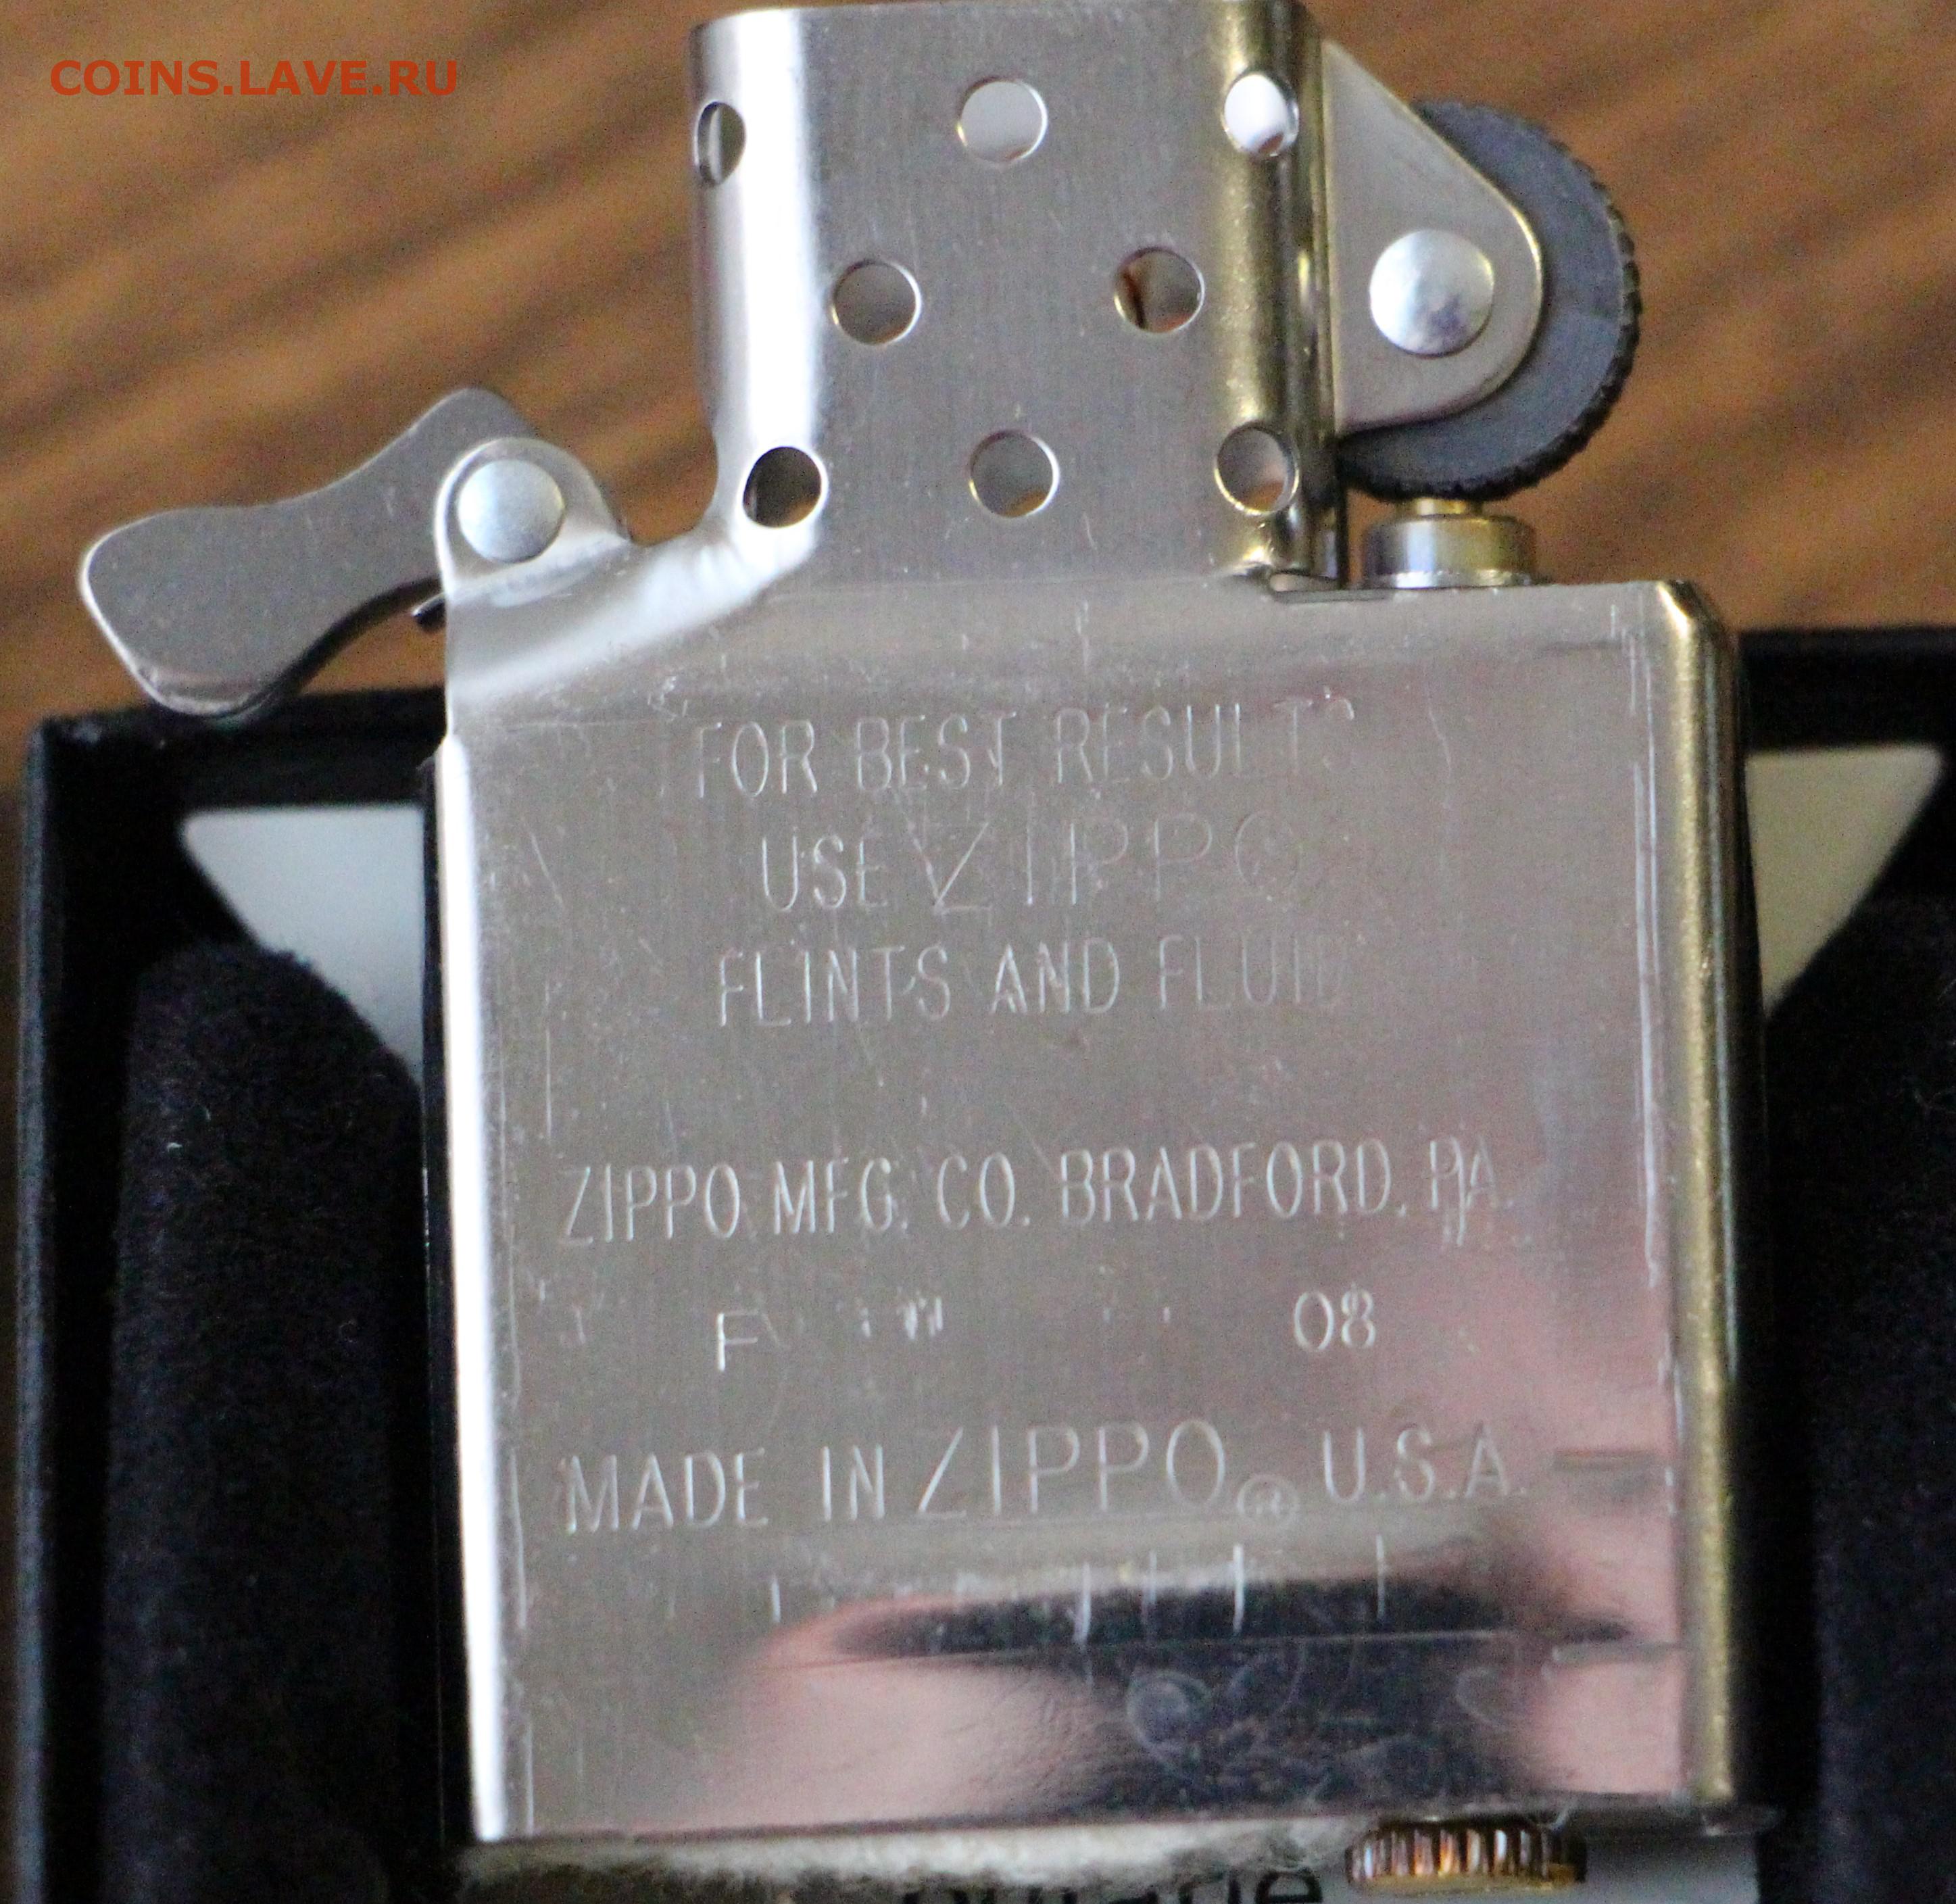 COINS.LAVE.RU
FOR BEST RESULTS
USE ZIPPO
FLINTS AND FLUID
ZIPPO MFG. CO. BRADFORD, PA.
F 08
MADE IN ZIPPO ® U.S.A.